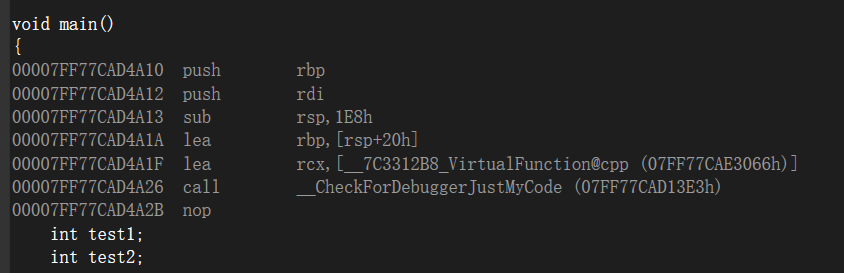 void main()
{
00007FF77CAD4A10 push rbp
00007FF77CAD4A12 push rdi
00007FF77CAD4A13 sub rsp,1E8h
00007FF77CAD4A1A lea rbp,[rsp+20h]
00007FF77CAD4A1F lea rcx,[__7C3312B8_VirtualFunction@cpp (07FF77CAE3066h)]
00007FF77CAD4A26 call __CheckForDebuggerJustMyCode (07FF77CAD13E3h)
00007FF77CAD4A2B nop
int test1;
int test2;